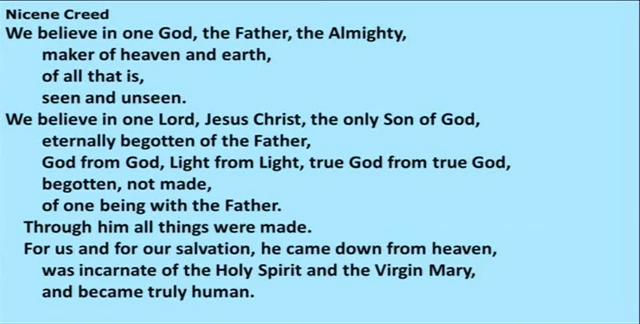 Nicene Creed
We believe in one God, the Father, the Almighty,
maker of heaven and earth,
of all that is,
seen and unseen.
We believe in one Lord, Jesus Christ, the only Son of God,
eternally begotten of the Father,
God from God, Light from Light, true God from true God,
begotten, not made,
of one being with the Father.
Through him all things were made.
For us and for our salvation, he came down from heaven,
was incarnate of the Holy Spirit and the Virgin Mary,
and became truly human.